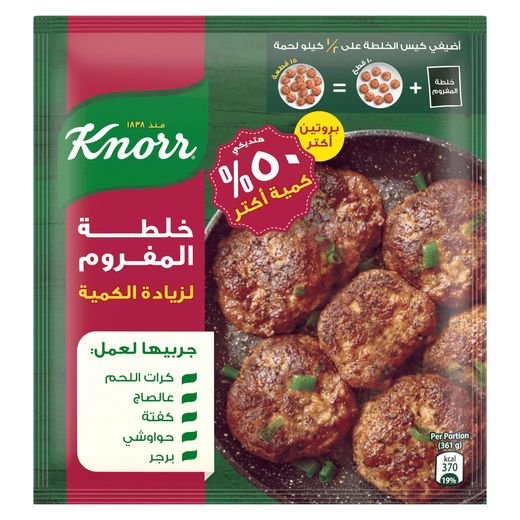 أضيفي كيس الخلطة على ١/٢ كيلو لحمة
خلطة
المفروم
+
١٠ قطع
=
١٥ قطعة
منذ ١٨٣٨
Knorr
بروتين
أكتر
هتديكي
٥٠%
كمية أكتر
خلطة
المفروم
لزيادة الكمية
جربيها لعمل:
كرات اللحم
عالصاج
كفتة
حواوشي
برجر
Per Portion
(361 g)
kcal
370
19%